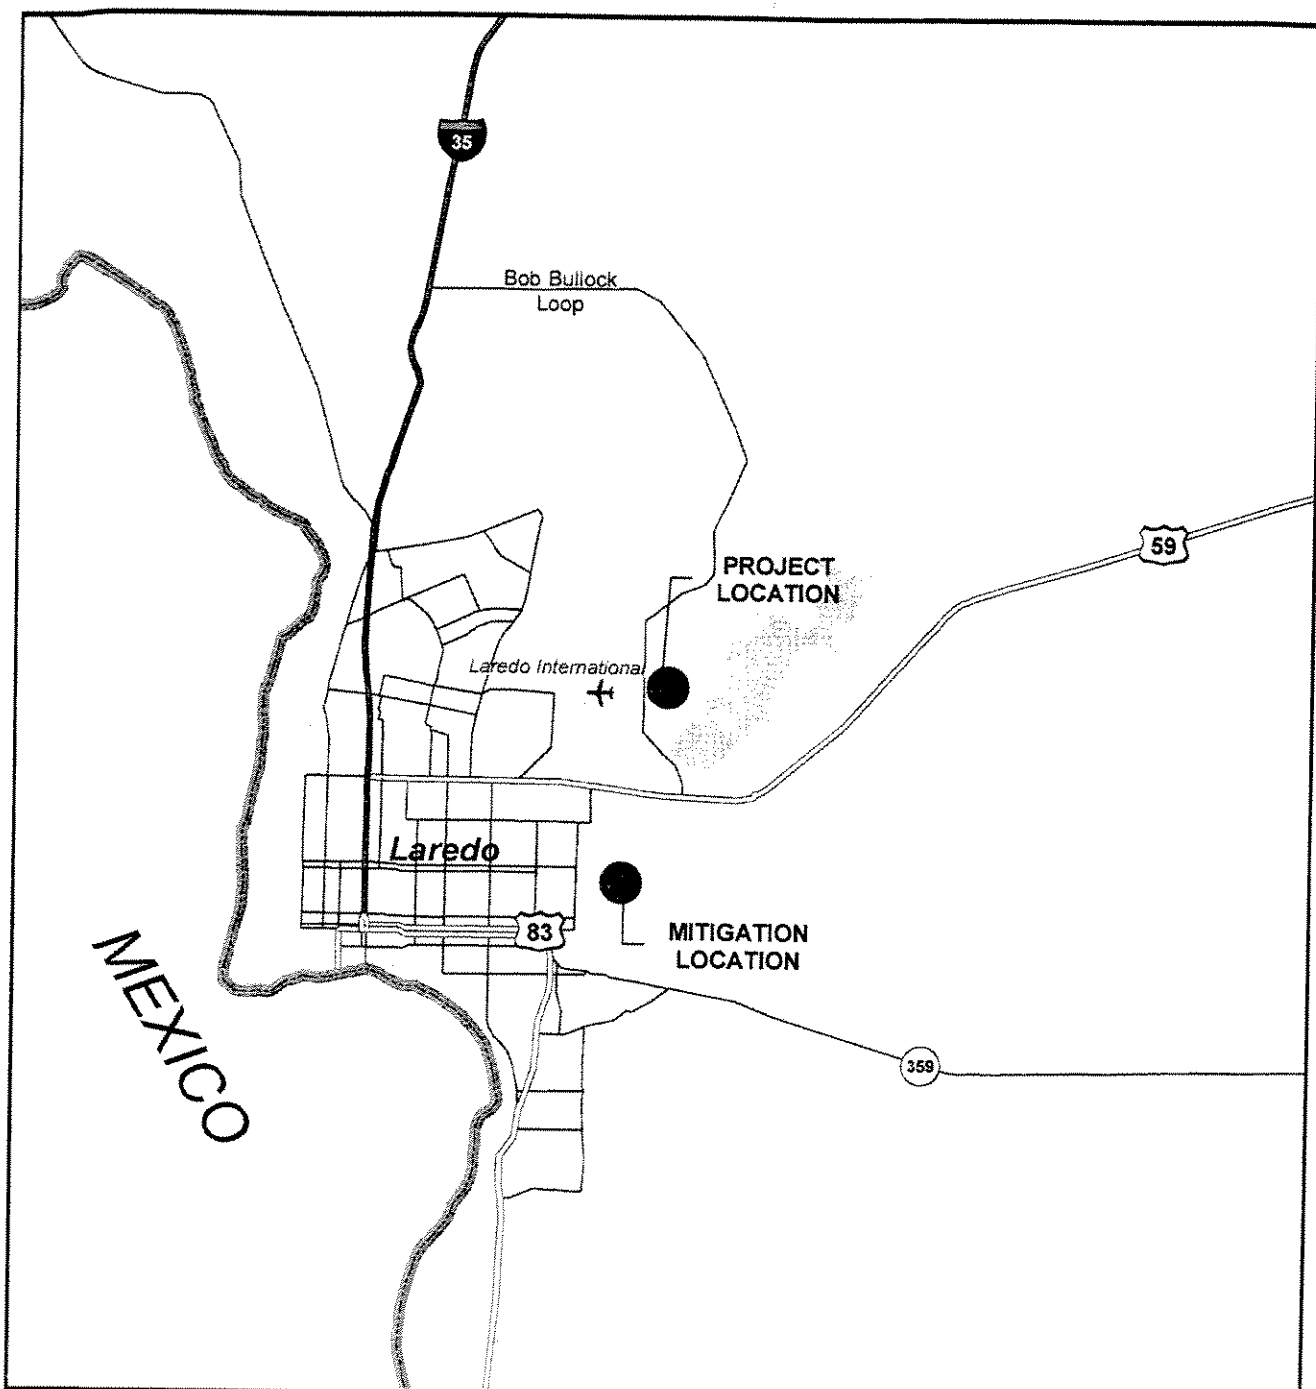 35
Bob Bullock
Loop
59
PROJECT
LOCATION
Laredo International
Laredo
83
MITIGATION
LOCATION
MEXICO
359